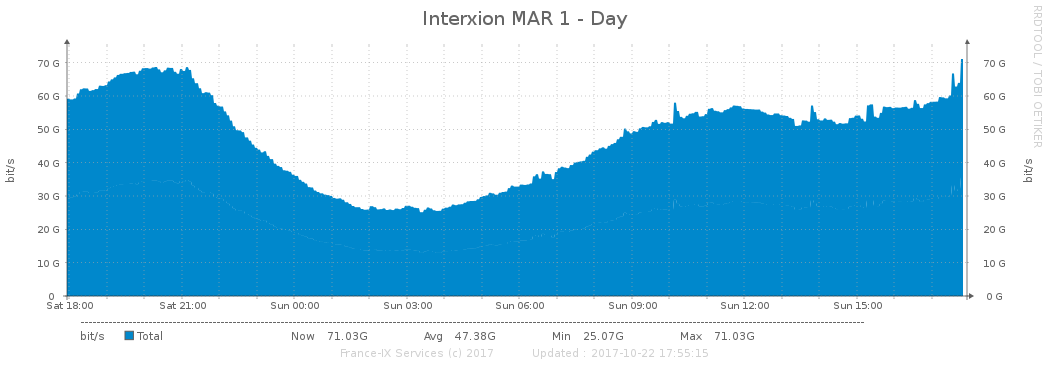 Interxion MAR 1 - Day
RRDTOOL / TOBI OETIKER
bit/s
70 G 70 G
60 G 60 G
50 G 50 G
40 G 40 G
30 G 30 G
20 G 20 G
10 G 10 G
0 0 G
bit/s
Sat 18:00 Sat 21:00 Sun 00:00 Sun 03:00 Sun 06:00 Sun 09:00 Sun 12:00 Sun 15:00
bit/s Total Now 71.03G Avg 47.38G Min 25.07G Max 71.03G
France-IX Services (c) 2017 Updated : 2017-10-22 17:55:15